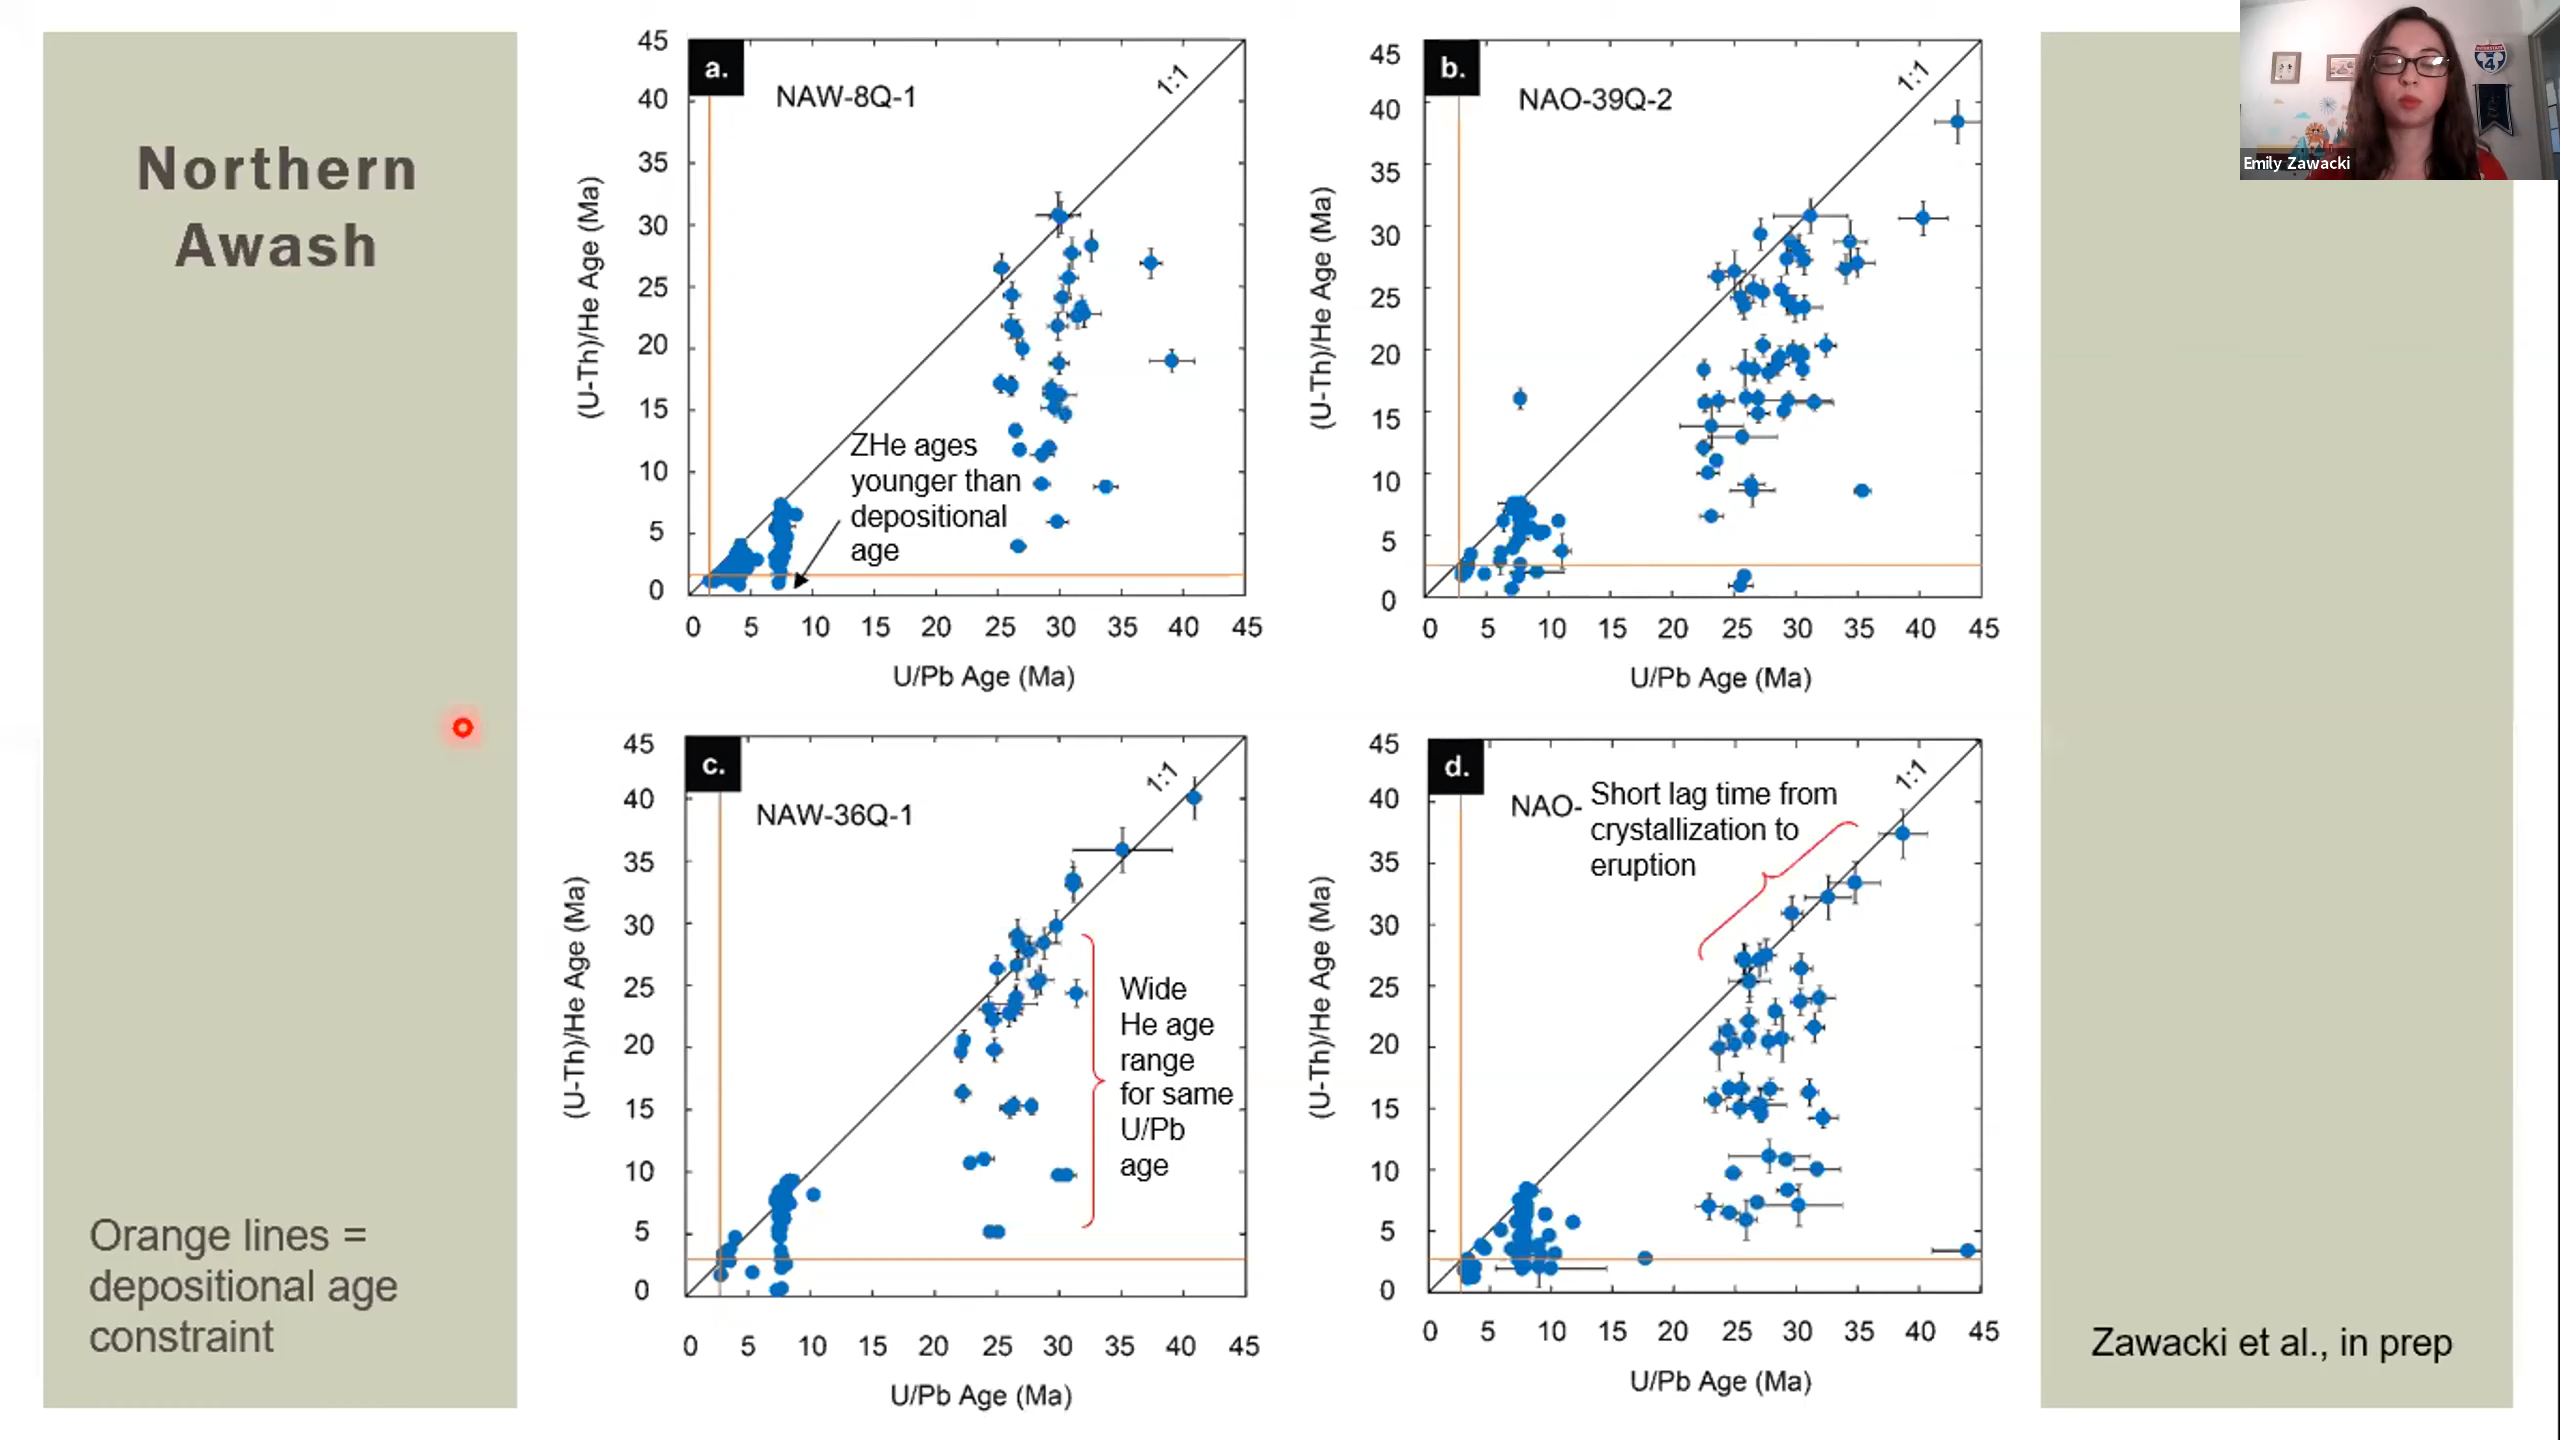 Northern
Awash
Orange lines =
depositional age
constraint
a.
NAW-8Q-1
1:1
45
40
35
30
25
20
15
10
5
0
(U-Th)/He Age (Ma)
ZHe ages
younger than
depositional
age
0 5 10 15 20 25 30 35 40 45
U/Pb Age (Ma)
b.
NAO-39Q-2
1:1
45
40
35
30
25
20
15
10
5
0
(U-Th)/He Age (Ma)
0 5 10 15 20 25 30 35 40 45
U/Pb Age (Ma)
c.
NAW-36Q-1
1:1
45
40
35
30
25
20
15
10
5
0
(U-Th)/He Age (Ma)
Wide
He age
range
for same
U/Pb
age
0 5 10 15 20 25 30 35 40 45
U/Pb Age (Ma)
d.
NAO-
Short lag time from
crystallization to
eruption
1:1
45
40
35
30
25
20
15
10
5
0
(U-Th)/He Age (Ma)
0 5 10 15 20 25 30 35 40 45
U/Pb Age (Ma)
Emily Zawacki
INTERSTATE
4
Zawacki et al., in prep